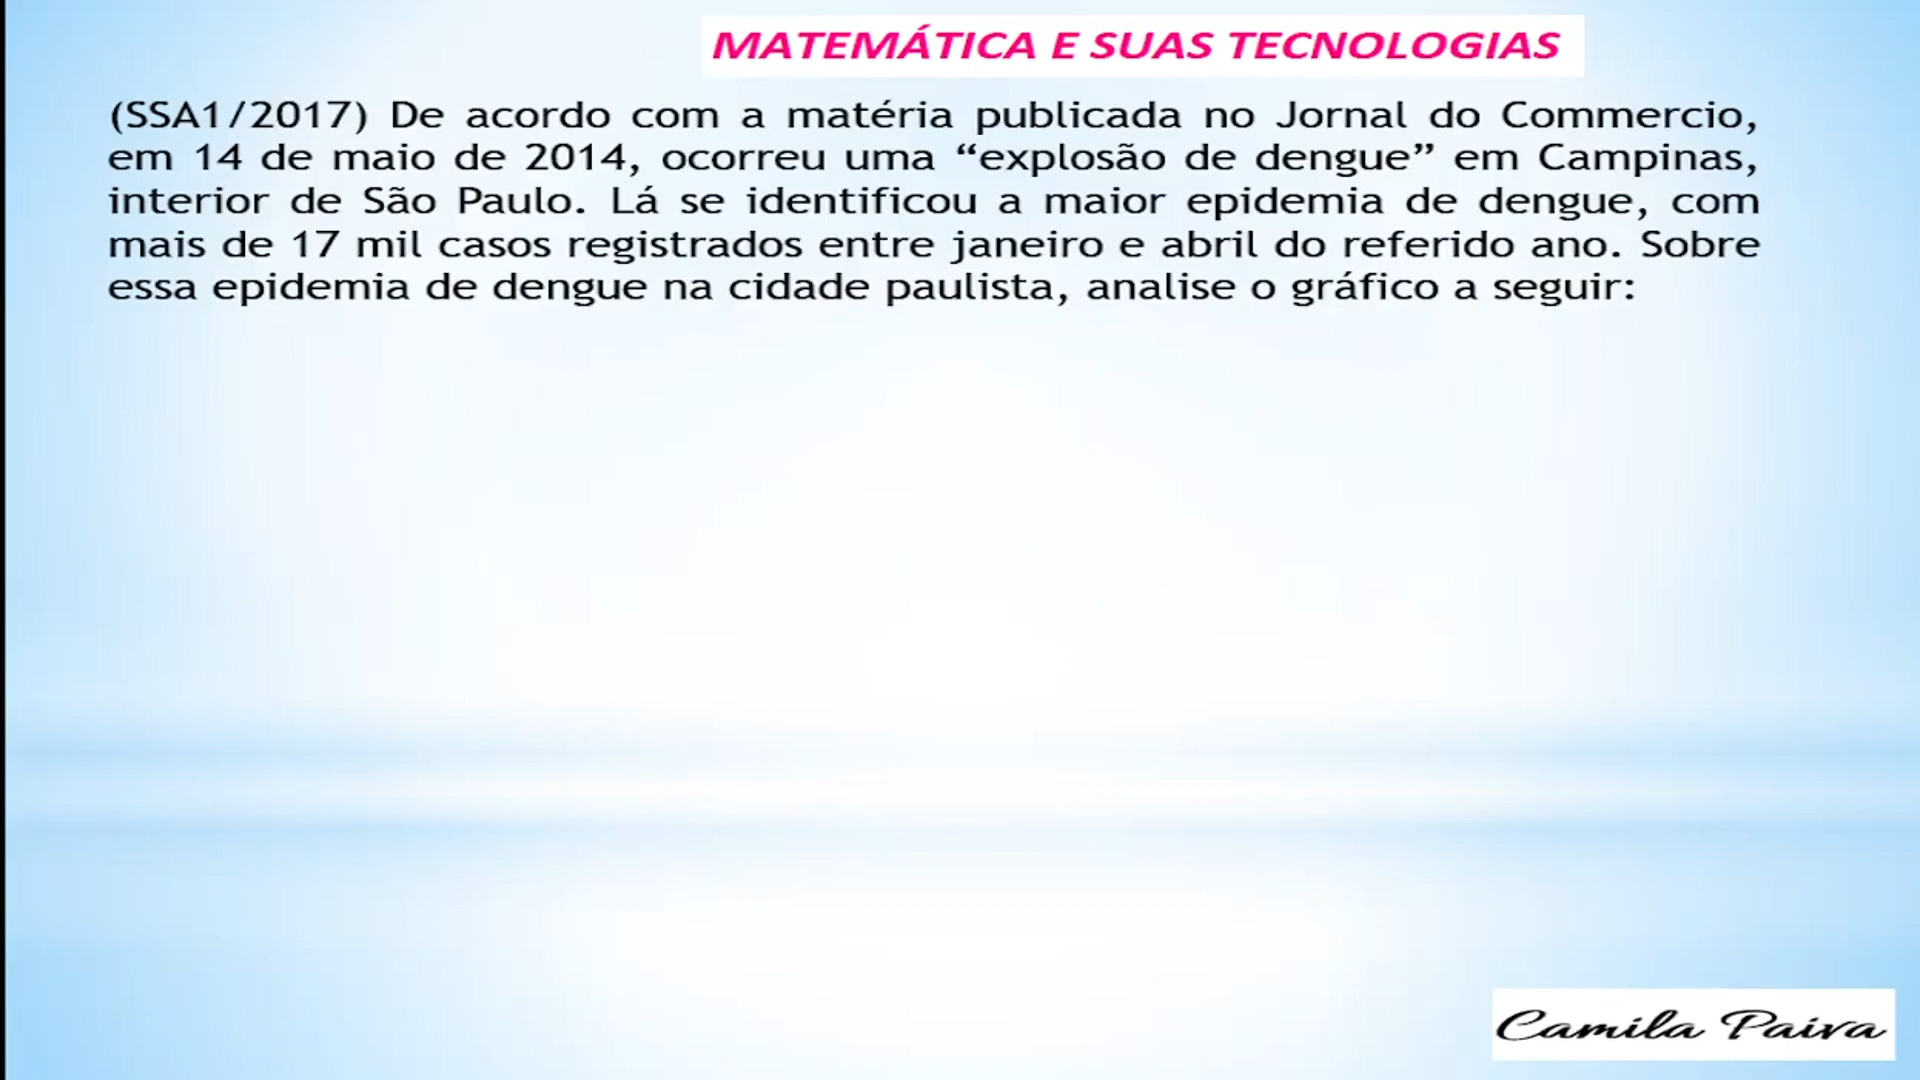 MATEMÁTICA E SUAS TECNOLOGIAS
(SSA1/2017) De acordo com a matéria publicada no Jornal do Commercio,
em 14 de maio de 2014, ocorreu uma “explosão de dengue” em Campinas,
interior de São Paulo. Lá se identificou a maior epidemia de dengue, com
mais de 17 mil casos registrados entre janeiro e abril do referido ano. Sobre
essa epidemia de dengue na cidade paulista, analise o gráfico a seguir:
Camila Paiva